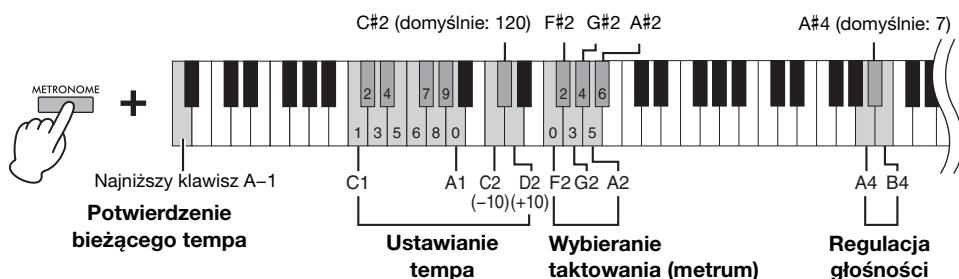 C#2 (domyślnie: 120) F#2 G#2 A#2 A#4 (domyślnie: 7)
METRONOME
+
2 4 7 9 2 4 6
1 3 5 6 8 0 0 3 5
Najniższy klawisz A–1 C1 A1 C2 D2 F2 G2 A2 A4 B4
(–10) (+10)
Potwierdzenie
bieżącego tempa
Ustawianie
tempa
Wybieranie
taktowania (metrum)
Regulacja
głośności